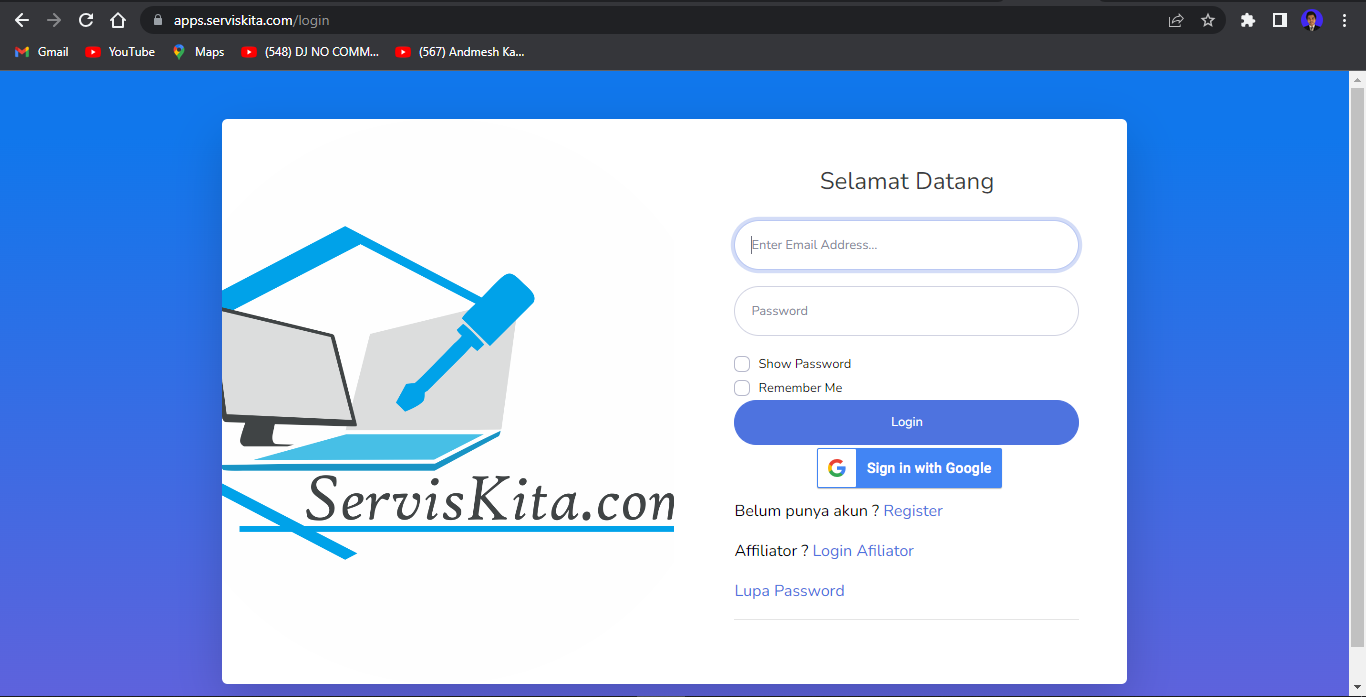 apps.serviskita.com/login
Gmail YouTube Maps (548) DJ NO COMM... (567) Andmesh Ka...
Selamat Datang
Enter Email Address...
Password
Show Password
Remember Me
Login
Sign in with Google
ServisKita.com
Belum punya akun ? Register
Affiliator ? Login Afiliator
Lupa Password